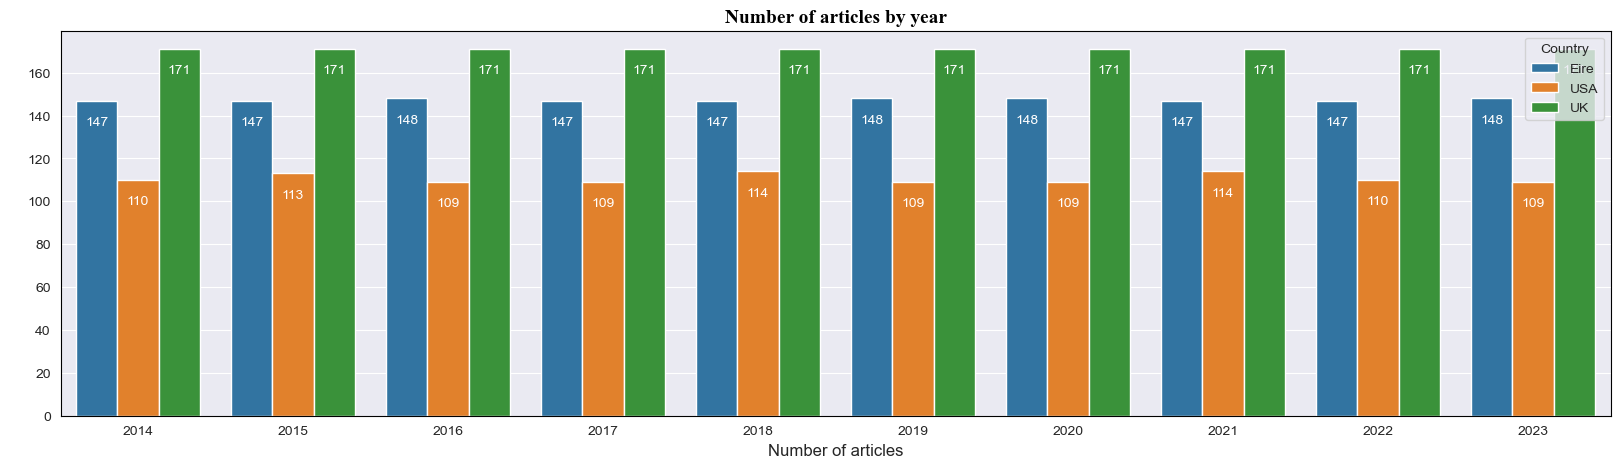 Number of articles by year
Country
Eire
USA
UK
160
140
120
100
80
60
40
20
0
147 110 171 147 113 171 148 109 171 147 109 171 147 114 171 148 109 171 148 109 171 147 114 171 147 110 171 148 109
2014 2015 2016 2017 2018 2019 2020 2021 2022 2023
Number of articles